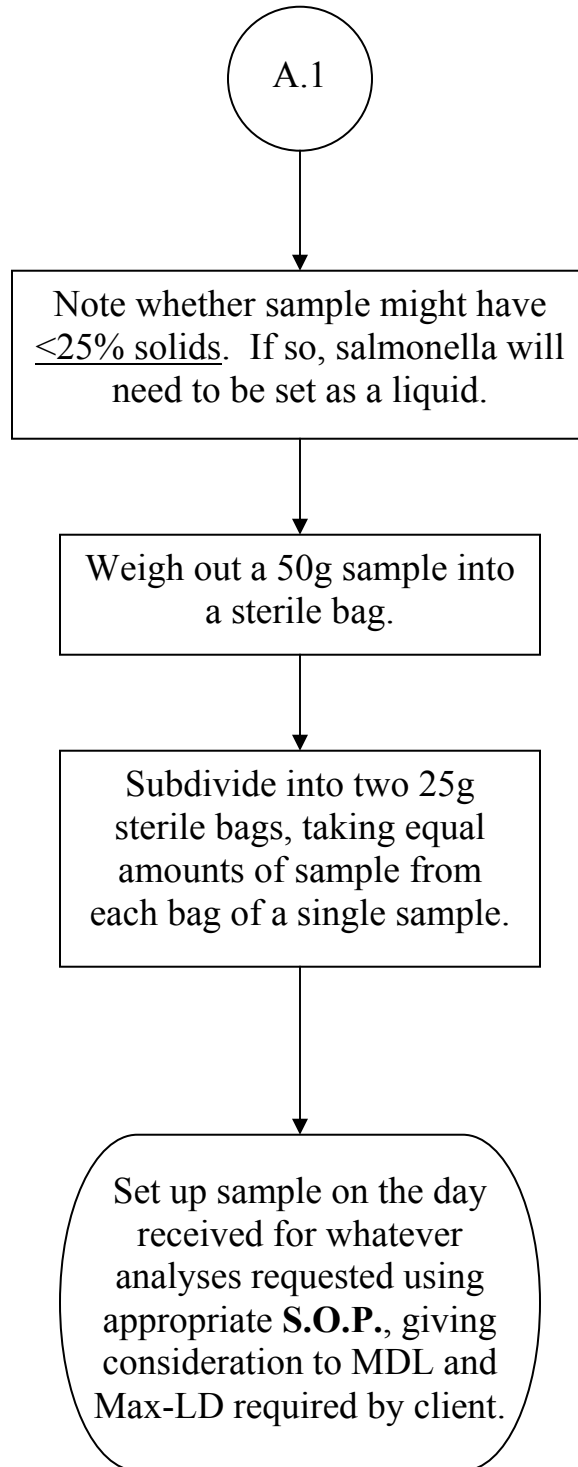 A.1
Note whether sample might have
<25% solids.  If so, salmonella will
need to be set as a liquid.
Weigh out a 50g sample into
a sterile bag.
Subdivide into two 25g
sterile bags, taking equal
amounts of sample from
each bag of a single sample.
Set up sample on the day
received for whatever
analyses requested using
appropriate S.O.P., giving
consideration to MDL and
Max-LD required by client.